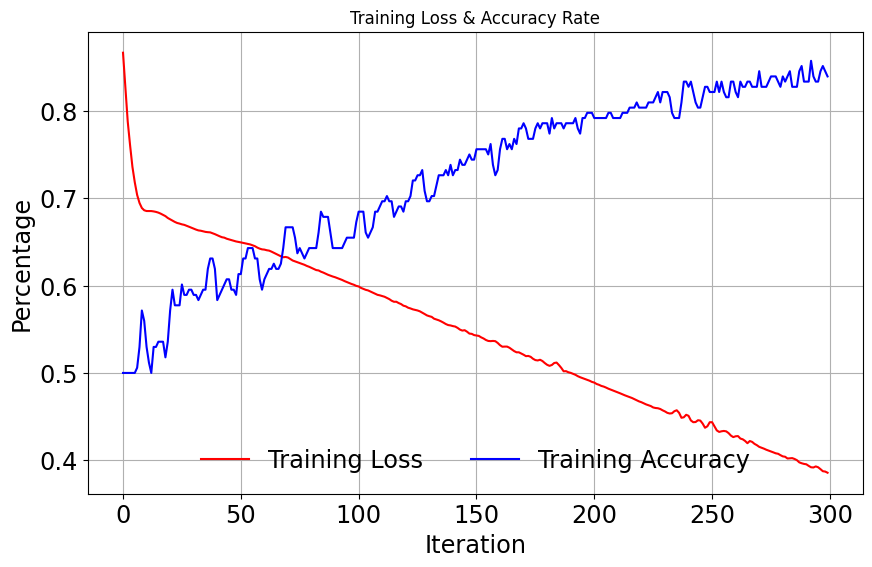 Training Loss & Accuracy Rate
Percentage
0.8
0.7
0.6
0.5
0.4
Training Loss Training Accuracy
0 50 100 150 200 250 300
Iteration